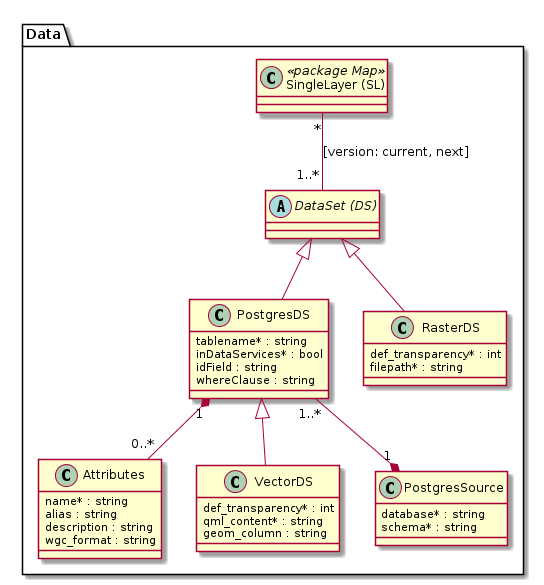 Data
C
«package Map»
SingleLayer (SL)
*
[version: current, next]
1..*
A
DataSet (DS)
C PostgresDS
tablename* : string
inDataServices* : bool
idField : string
whereClause : string
C RasterDS
def_transparency* : int
filepath* : string
1
1..*
0..*
1
C Attributes
name* : string
alias : string
description : string
wgc_format : string
C VectorDS
def_transparency* : int
qml_content* : string
geom_column : string
C PostgresSource
database* : string
schema* : string